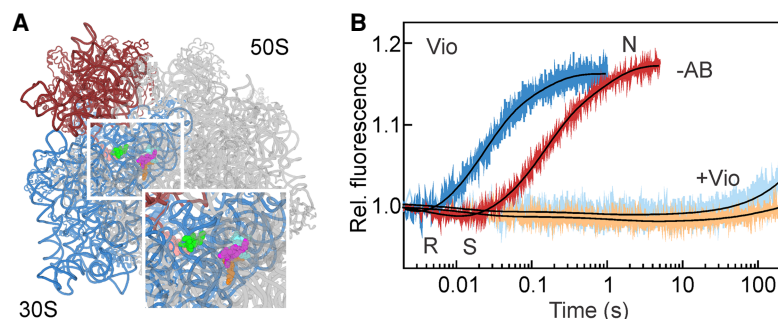 A
50S
30S
B
Vio
N
-AB
+Vio
R
S
Rel. fluorescence
1.2
1.1
1.0
0.01
0.1
1
10
100
Time (s)